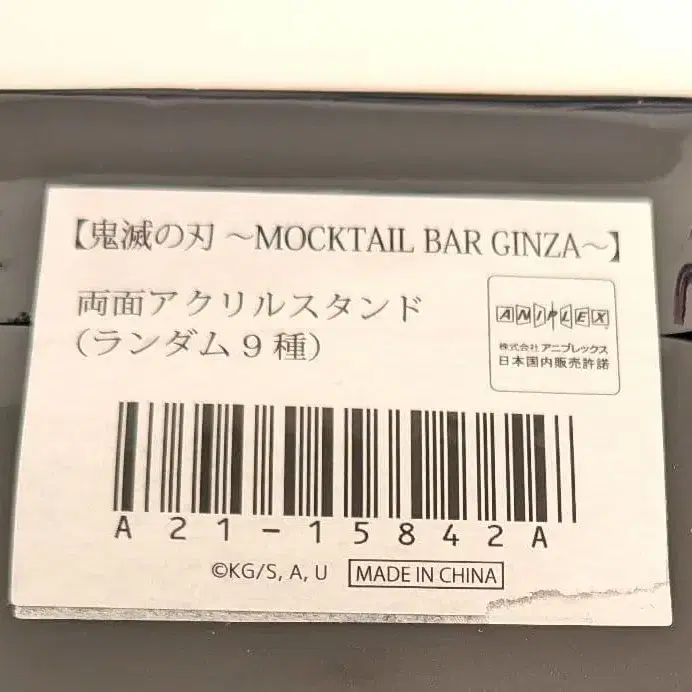 【鬼滅の刃 ～MOCKTAIL BAR GINZA～】
両面アクリルスタンド
（ランダム9種）
ANIPLEX
株式会社 アニプレックス
日本国内販売許諾
A21-15842A
©KG/S, A, U
MADE IN CHINA